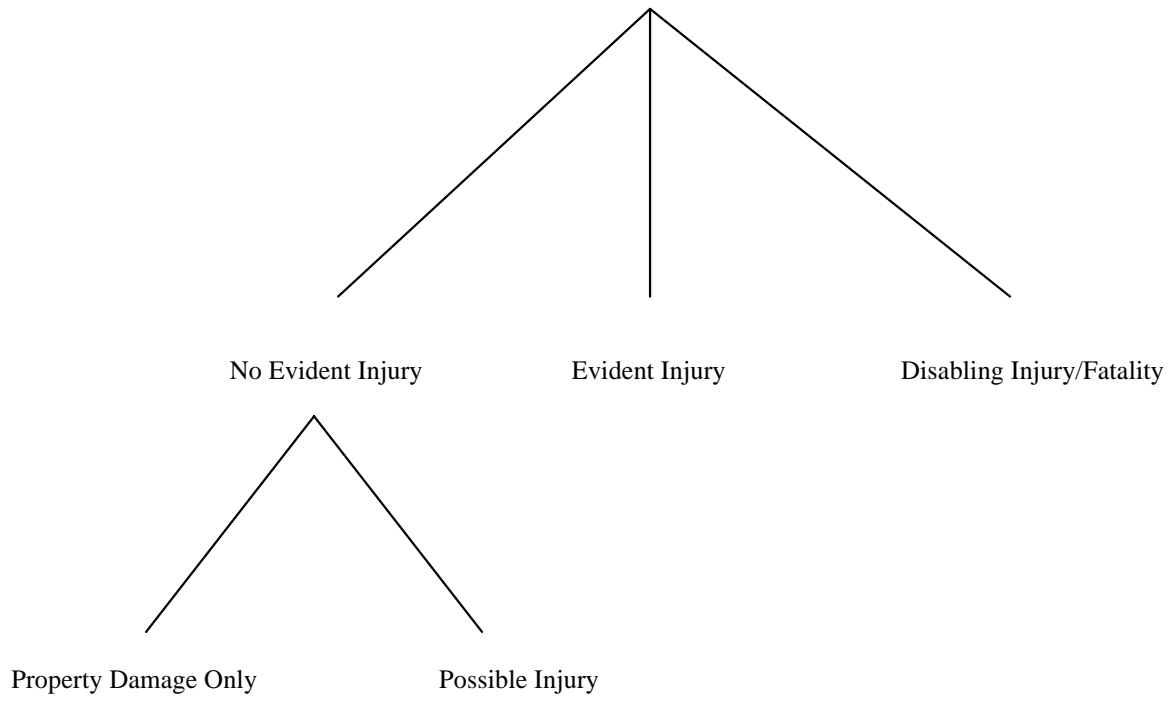 No Evident Injury
Evident Injury
Disabling Injury/Fatality
Property Damage Only
Possible Injury